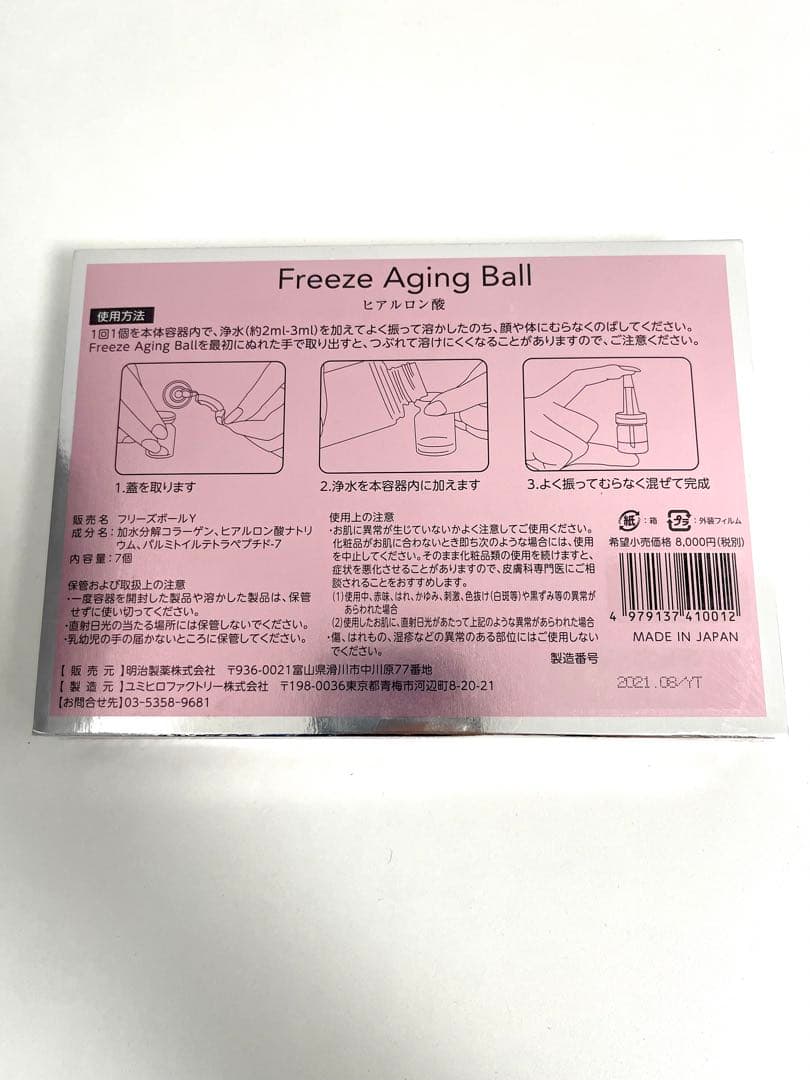 Freeze Aging Ball
ヒアルロン酸
使用方法
1回1個を本体容器内で、浄水(約2ml-3ml)を加えてよく振って溶かしたのち、顔や体にむらなくのばしてください。
Freeze Aging Ballを最初にぬれた手で取り出すと、つぶれて溶けにくくなることがありますので、ご注意ください。
1.蓋を取ります
2.浄水を本容器内に加えます
3.よく振ってむらなく混ぜて完成
販売名 フリーズボールY
成分名:加水分解コラーゲン、ヒアルロン酸ナトリ
ウム、パルミトイルテトラペプチド-7
内容量:7個
保管および取扱上の注意
・一度容器を開封した製品や溶かした製品は、保管
せずに使い切ってください。
・直射日光の当たる場所には保管しないでください。
・乳幼児の手の届かないところに保管してください。
使用上の注意
・お肌に異常が生じていないかよく注意してご使用ください。
化粧品がお肌に合わないとき即ち次のような場合には、使用
を中止してください。そのまま化粧品類の使用を続けますと、
症状を悪化させることがありますので、皮膚科専門医にご相
談されることをおすすめします。
(1)使用中、赤味、はれ、かゆみ、刺激、色抜け(白斑等)や黒ずみ等の異常が
あらわれた場合
(2)使用したお肌に、直射日光があたって上記のような異常があらわれた場合
・傷、はれもの、湿疹などの異常のある部位にはご使用しない
でください。
紙:箱 プラ:外装フィルム
希望小売価格 8,000円(税別)
4 979137 410012
MADE IN JAPAN
製造番号
2021.08/YT
【販売元】明治製薬株式会社 〒936-0021富山県滑川市中川原77番地
【製造元】ユミヒロファクトリー株式会社 〒198-0036東京都青梅市河辺町8-20-21
【お問合せ先】03-5358-9681